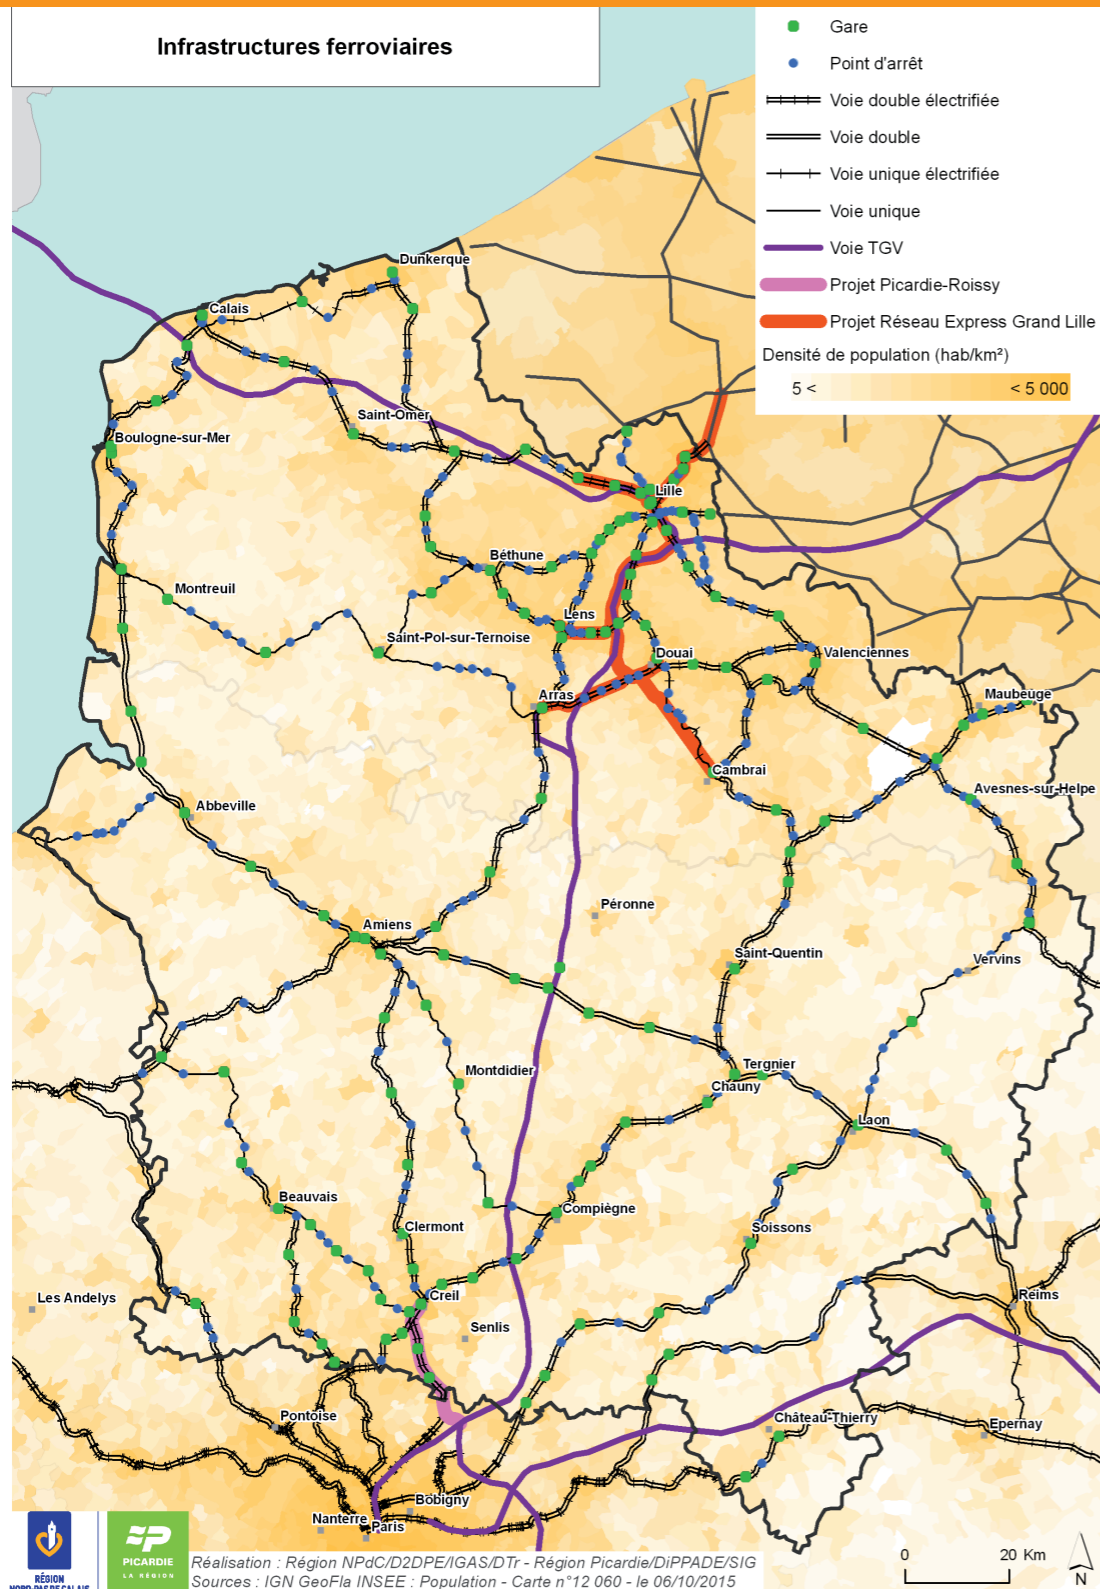 Infrastructures ferroviaires
Gare
Point d'arrêt
Voie double électrifiée
Voie double
Voie unique électrifiée
Voie unique
Voie TGV
Projet Picardie-Roissy
Projet Réseau Express Grand Lille
Densité de population (hab/km²)
5 < < 5 000
Dunkerque
Calais
Saint-Omer
Boulogne-sur-Mer
Lille
Béthune
Montreuil
Lens
Saint-Pol-sur-Ternoise
Douai
Valenciennes
Arras
Maubeuge
Cambrai
Avesnes-sur-Helpe
Abbeville
Péronne
Amiens
Saint-Quentin
Vervins
Montdidier
Tergnier
Chauny
Laon
Beauvais
Compiègne
Clermont
Soissons
Les Andelys
Creil
Reims
Senlis
Pontoise
Château-Thierry
Epernay
Bobigny
Nanterre
Paris
RÉGION
NORD-PAS DE CALAIS
PICARDIE
LA RÉGION
Réalisation : Région NPdC/D2DPE/IGAS/DTr - Région Picardie/DiPPADE/SIG
Sources : IGN GeoFla INSEE : Population - Carte n°12 060 - le 06/10/2015
0 20 Km
N